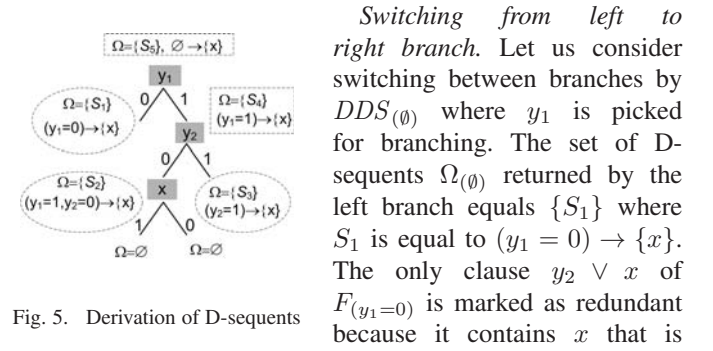 Ω={S₅}, ∅→{x}
y₁
0 1
Ω={S₁}
(y₁=0)→{x}
Ω={S₄}
(y₁=1)→{x}
y₂
0 1
Ω={S₂}
(y₁=1,y₂=0)→{x}
x
Ω={S₃}
(y₂=1)→{x}
1 0
Ω=∅ Ω=∅
Fig. 5. Derivation of D-sequents
Switching from left to
right branch. Let us consider
switching between branches by
DDS₍∅₎ where y₁ is picked
for branching. The set of D-
sequents Ω₍∅₎ returned by the
left branch equals {S₁} where
S₁ is equal to (y₁ = 0) → {x}.
The only clause y₂ ∨ x of
F₍y₁=0₎ is marked as redundant
because it contains x that is